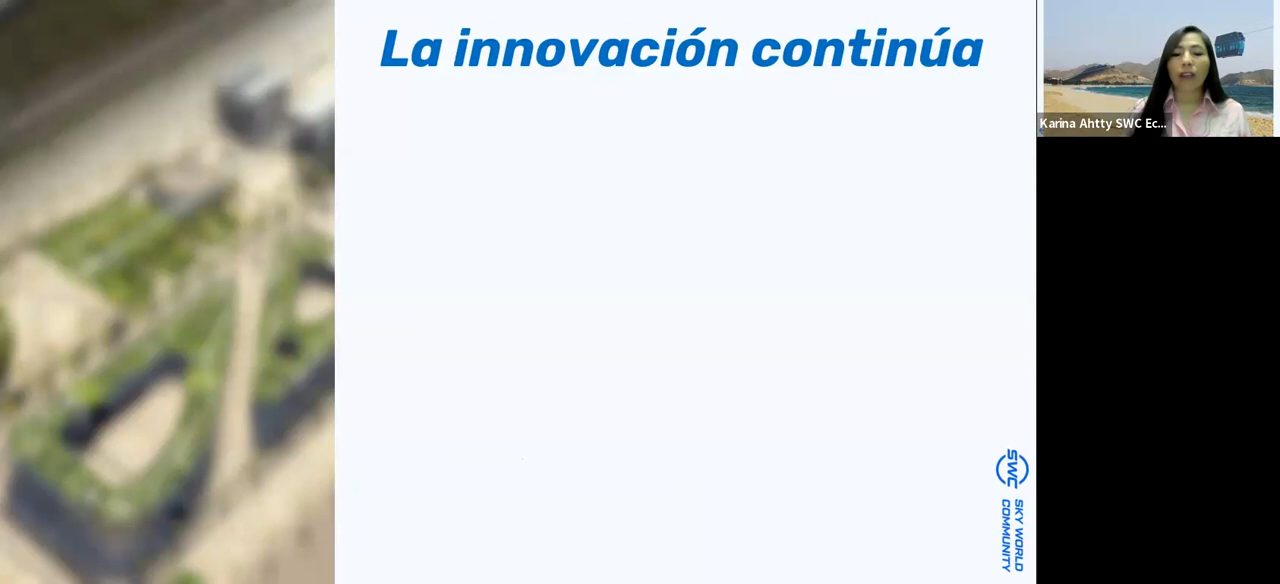 La innovación continúa
Karina Ahtty SWC Ec...
SWC
SKY WORLD
COMMUNITY